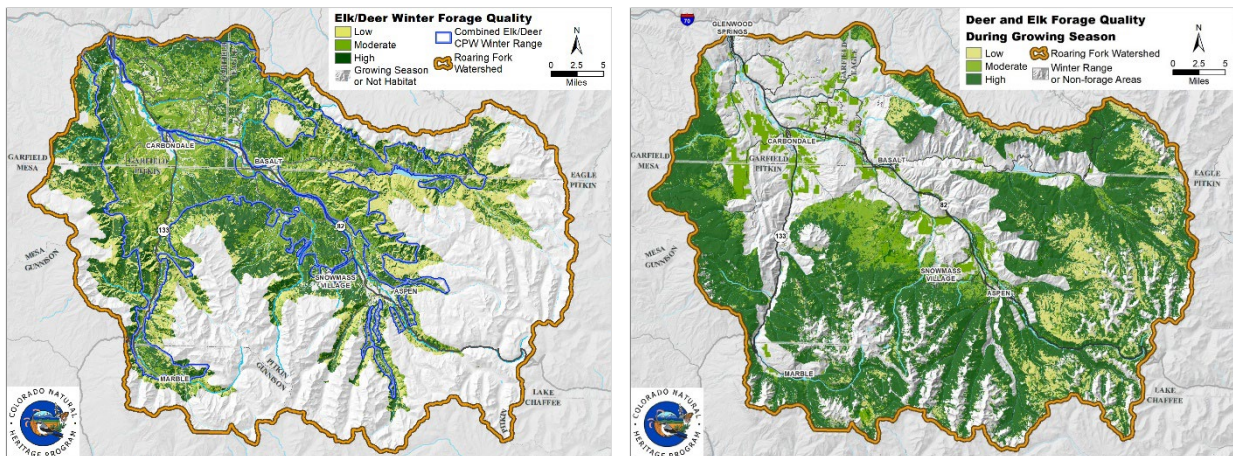 Elk/Deer Winter Forage Quality
Low
Moderate
High
Growing Season
or Not Habitat
Combined Elk/Deer
CPW Winter Range
Roaring Fork
Watershed
N
0 2.5 5
Miles
CARBONDALE
GARFIELD
MESA
GARFIELD
PITKIN
BASALT
EAGLE
PITKIN
133
82
MESA
GUNNISON
SNOWMASS
VILLAGE
ASPEN
PITKIN
GUNNISON
MARBLE
LAKE
CHAFFEE
PITKIN
COLORADO NATURAL
HERITAGE PROGRAM
70
GLENWOOD
SPRINGS
Deer and Elk Forage Quality
During Growing Season
Low
Moderate
High
Roaring Fork Watershed
Winter Range
or Non-forage Areas
N
0 2.5 5
Miles
GARFIELD
EAGLE
CARBONDALE
GARFIELD
MESA
GARFIELD
PITKIN
BASALT
EAGLE
PITKIN
82
133
MESA
GUNNISON
SNOWMASS
VILLAGE
ASPEN
MARBLE
LAKE
CHAFFEE
COLORADO NATURAL
HERITAGE PROGRAM